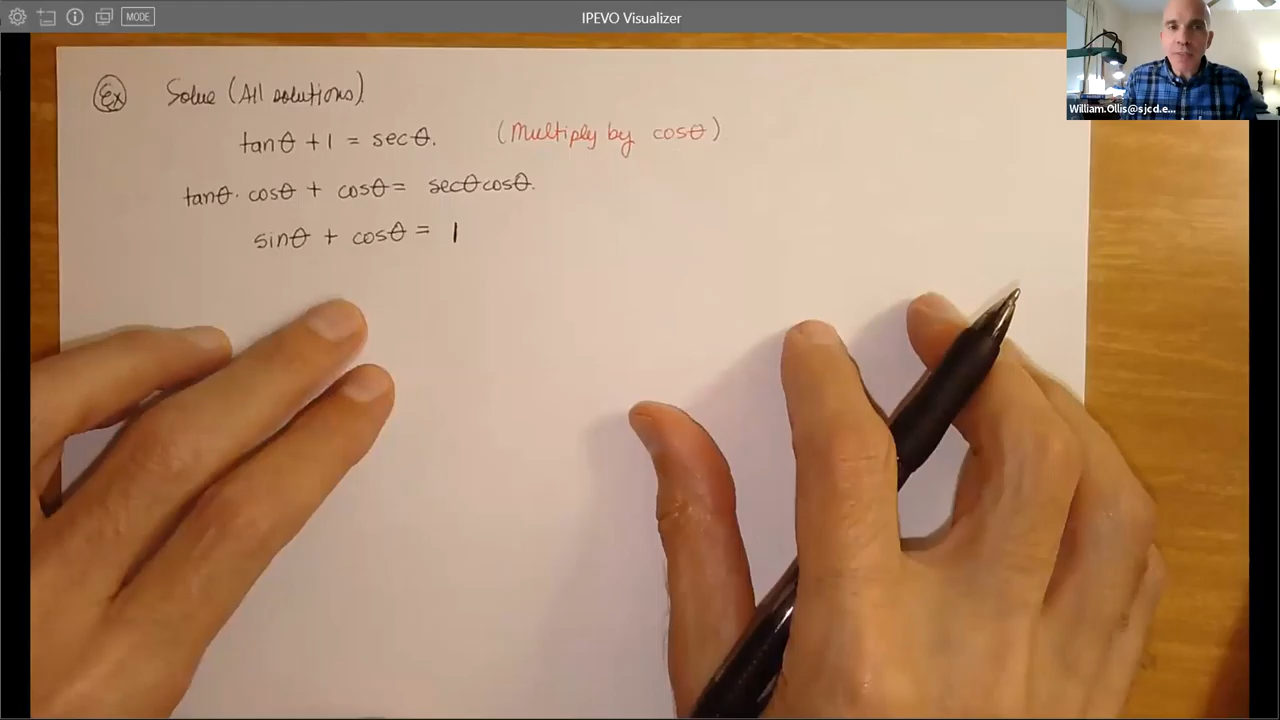 MODE
IPEVO Visualizer
William.Ollis@sjcd.e...
Ex Solve (All solutions).
tanθ + 1 = secθ. (Multiply by cosθ)
tanθ · cosθ + cosθ = secθcosθ.
sinθ + cosθ = 1